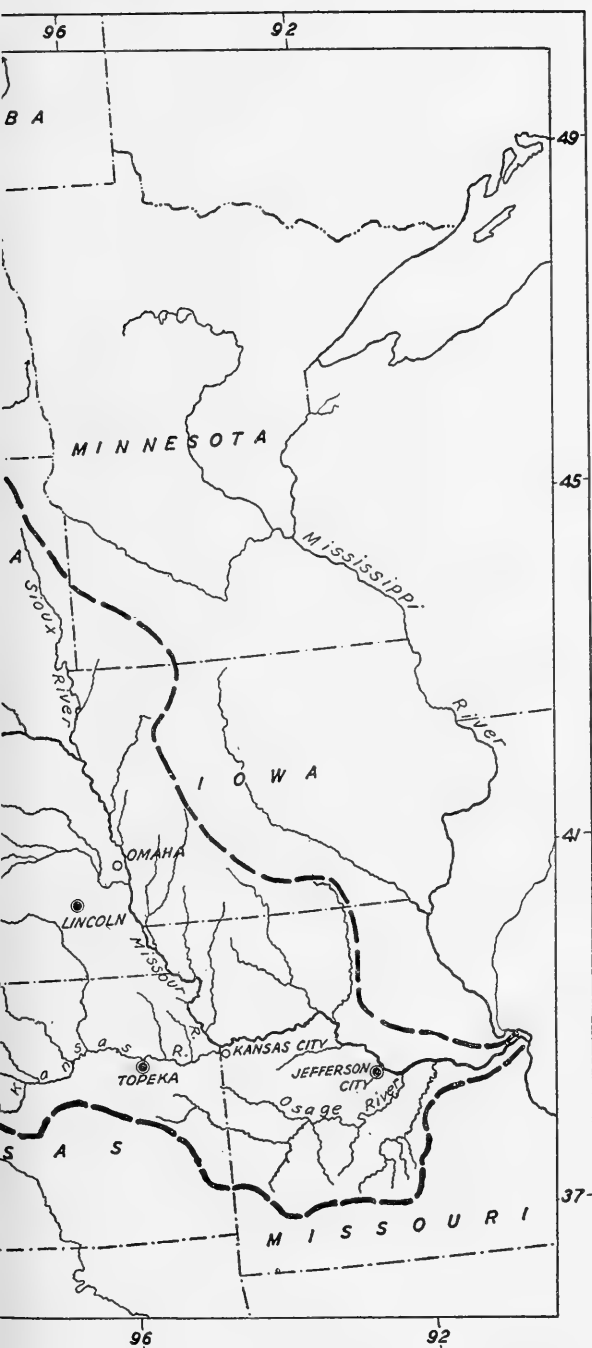 96 92
B A
49
MINNESOTA
45
Mississippi
A
Sioux
River
River
I O W A
41
OMAHA
LINCOLN
Missouri
R.
K a n s a s R.
KANSAS CITY
TOPEKA
JEFFERSON
CITY
Osage River
S A S
37
M I S S O U R I
96 92